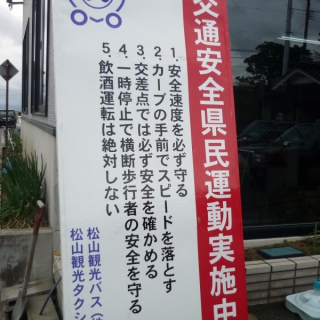 交通安全県民運動実施中
1.安全速度を必ず守る
2.カーブの手前でスピードを落とす
3.交差点では必ず安全を確かめる
4.一時停止で横断歩行者の安全を守る
5.飲酒運転は絶対しない
松山観光バス
松山観光タクシ